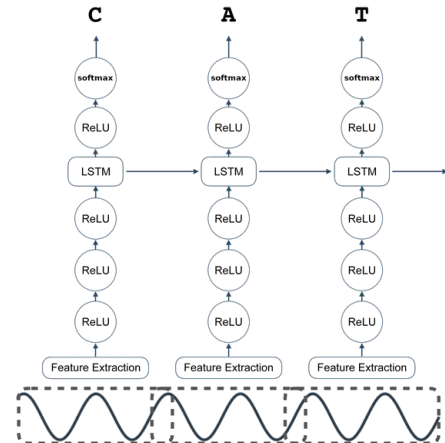 C A T
softmax softmax softmax
ReLU ReLU ReLU
LSTM LSTM LSTM
ReLU ReLU ReLU
ReLU ReLU ReLU
ReLU ReLU ReLU
Feature Extraction Feature Extraction Feature Extraction